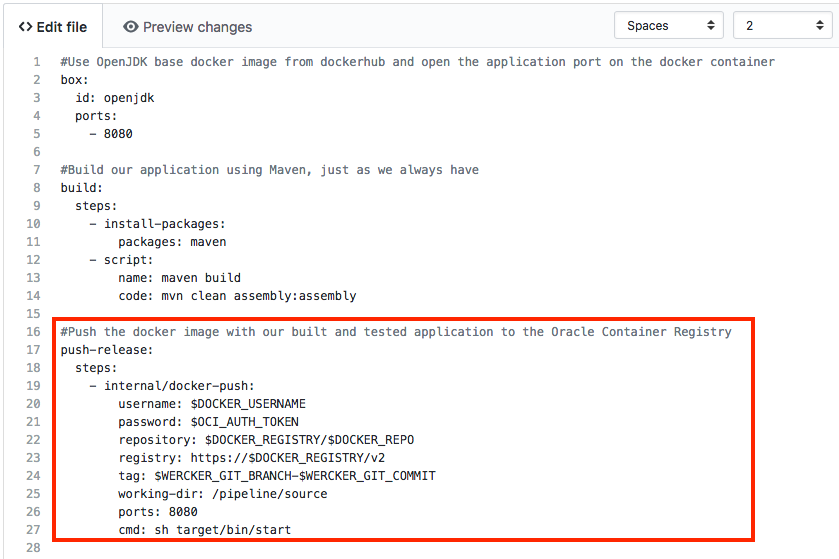 <> Edit file
Preview changes
Spaces
2
1 #Use OpenJDK base docker image from dockerhub and open the application port on the docker container
2 box:
3   id: openjdk
4   ports:
5     - 8080
6
7 #Build our application using Maven, just as we always have
8 build:
9   steps:
10     - install-packages:
11         packages: maven
12     - script:
13         name: maven build
14         code: mvn clean assembly:assembly
15
16 #Push the docker image with our built and tested application to the Oracle Container Registry
17 push-release:
18   steps:
19     - internal/docker-push:
20         username: $DOCKER_USERNAME
21         password: $OCI_AUTH_TOKEN
22         repository: $DOCKER_REGISTRY/$DOCKER_REPO
23         registry: https://$DOCKER_REGISTRY/v2
24         tag: $WERCKER_GIT_BRANCH-$WERCKER_GIT_COMMIT
25         working-dir: /pipeline/source
26         ports: 8080
27         cmd: sh target/bin/start
28